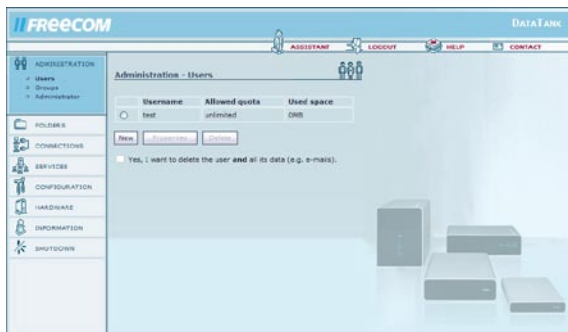 FREECOM
DATATANK
ASSISTANT LOGOUT HELP CONTACT
ADMINISTRATION
Users
Groups
Administrator
FOLDERS
CONNECTIONS
SERVICES
CONFIGURATION
HARDWARE
INFORMATION
SHUTDOWN
Administration - Users
Username Allowed quota Used space
test unlimited 0MB
New Properties Delete
Yes, I want to delete the user and all its data (e.g. e-mails).